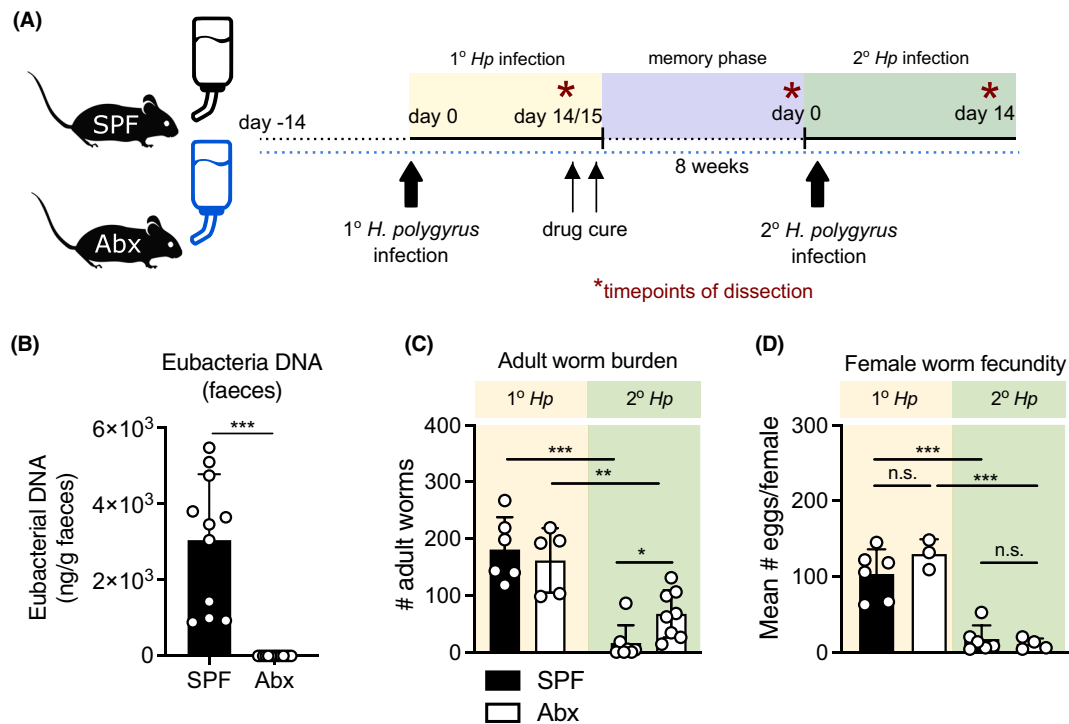 (A)
SPF
Abx
day -14
1° Hp infection
memory phase
2° Hp infection
* * *
day 0
day 14/15
day 0
day 14
8 weeks
1° H. polygyrus
infection
drug cure
2° H. polygyrus
infection
*timepoints of dissection
(B)
Eubacteria DNA
(faeces)
Eubacterial DNA
(ng/g faeces)
6×10³
4×10³
2×10³
0
***
SPF Abx
(C)
Adult worm burden
1° Hp 2° Hp
# adult worms
400
300
200
100
0
***
**
*
SPF
Abx
(D)
Female worm fecundity
1° Hp 2° Hp
Mean # eggs/female
300
200
100
0
***
n.s.
***
n.s.